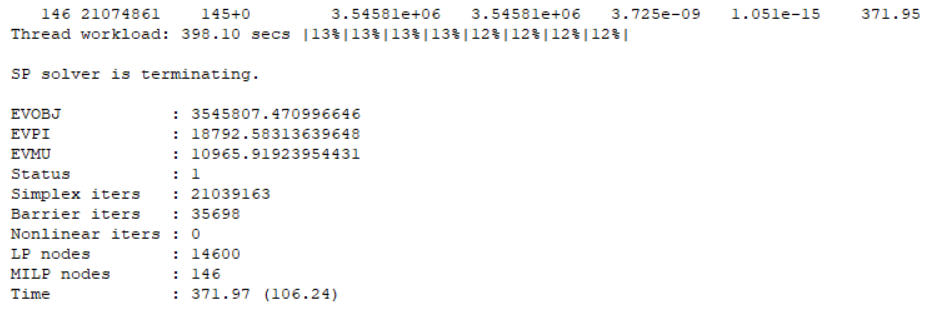 146 21074861 145+0 3.54581e+06 3.54581e+06 3.725e-09 1.051e-15 371.95
Thread workload: 398.10 secs |13%|13%|13%|13%|12%|12%|12%|12%|
SP solver is terminating.
EVOBJ : 3545807.470996646
EVPI : 18792.58313639648
EVMU : 10965.91923954431
Status : 1
Simplex iters : 21039163
Barrier iters : 35698
Nonlinear iters : 0
LP nodes : 14600
MILP nodes : 146
Time : 371.97 (106.24)